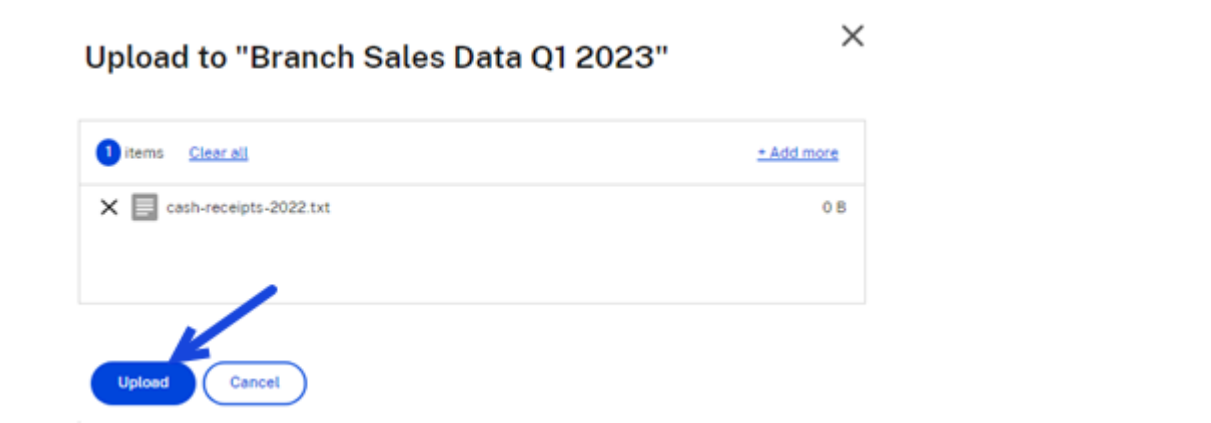 Upload to "Branch Sales Data Q1 2023"
1 items Clear all + Add more
cash-receipts-2022.txt 0 B
Upload Cancel